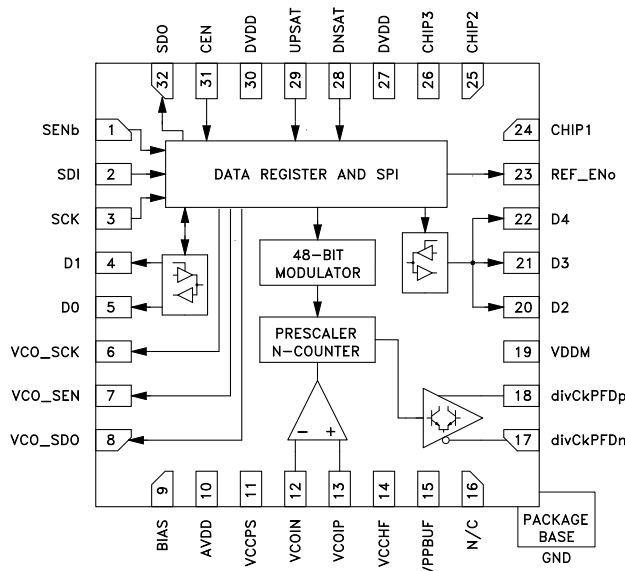 SDO
CEN
DVDD
UPSAT
DNSAT
DVDD
CHIP3
CHIP2
32
31
30
29
28
27
26
25
SENb 1
SDI 2
SCK 3
D1 4
D0 5
VCO_SCK 6
VCO_SEN 7
VCO_SDO 8
DATA REGISTER AND SPI
48-BIT
MODULATOR
PRESCALER
N-COUNTER
− +
24 CHIP1
23 REF_ENo
22 D4
21 D3
20 D2
19 VDDM
18 divCkPFDp
17 divCkPFDn
9
10
11
12
13
14
15
16
BIAS
AVDD
VCCPS
VCOIN
VCOIP
VCCHF
VPPBUF
N/C
PACKAGE
BASE
GND